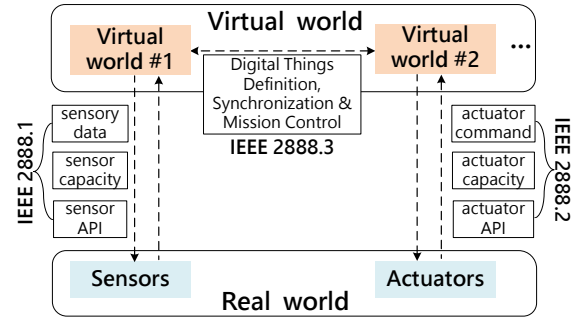 Virtual world
Virtual
world #1
Virtual
world #2
...
Digital Things
Definition,
Synchronization &
Mission Control
IEEE 2888.3
IEEE 2888.1
sensory
data
sensor
capacity
sensor
API
actuator
command
actuator
capacity
actuator
API
IEEE 2888.2
Sensors
Actuators
Real world